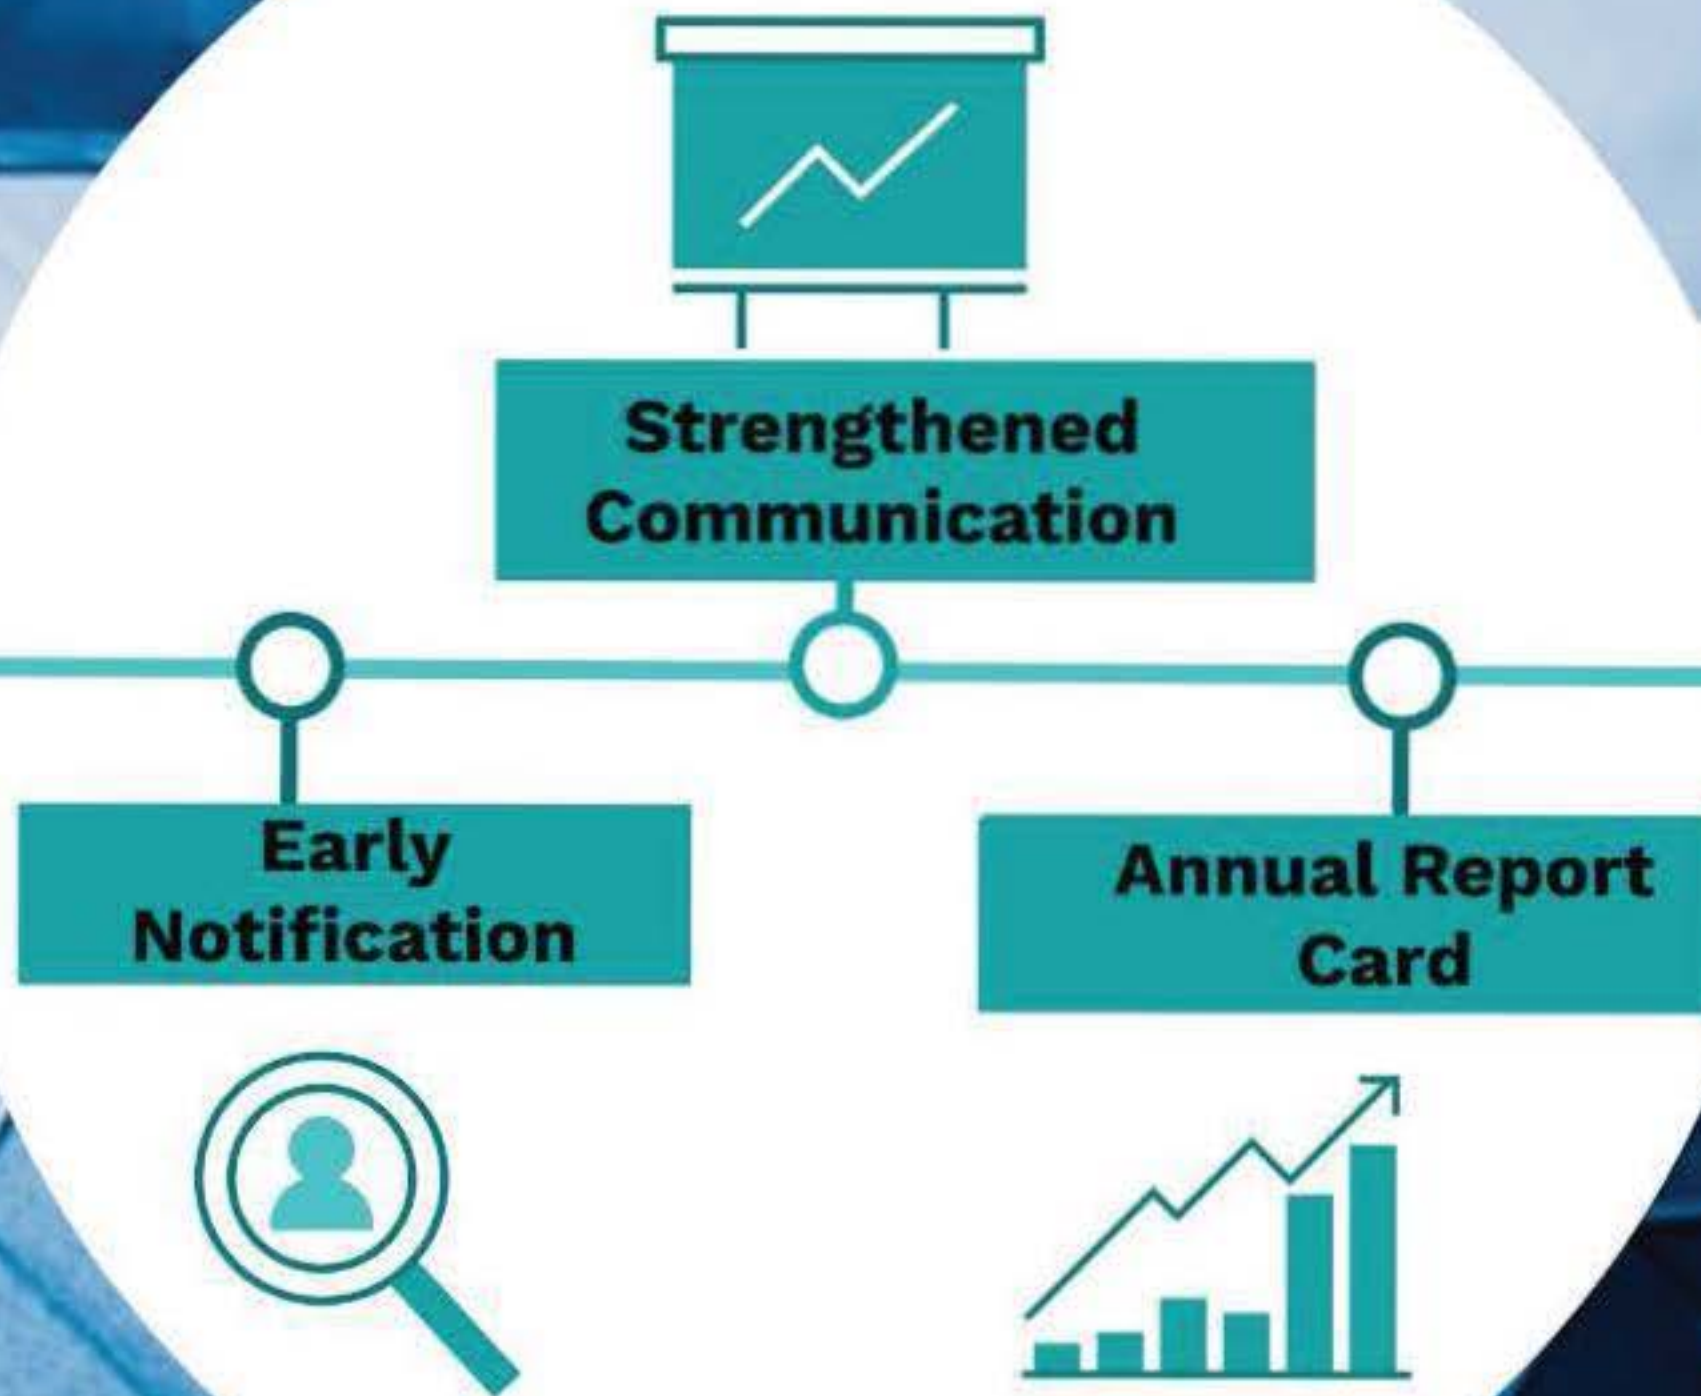 Strengthened
Communication
Early
Notification
Annual Report
Card